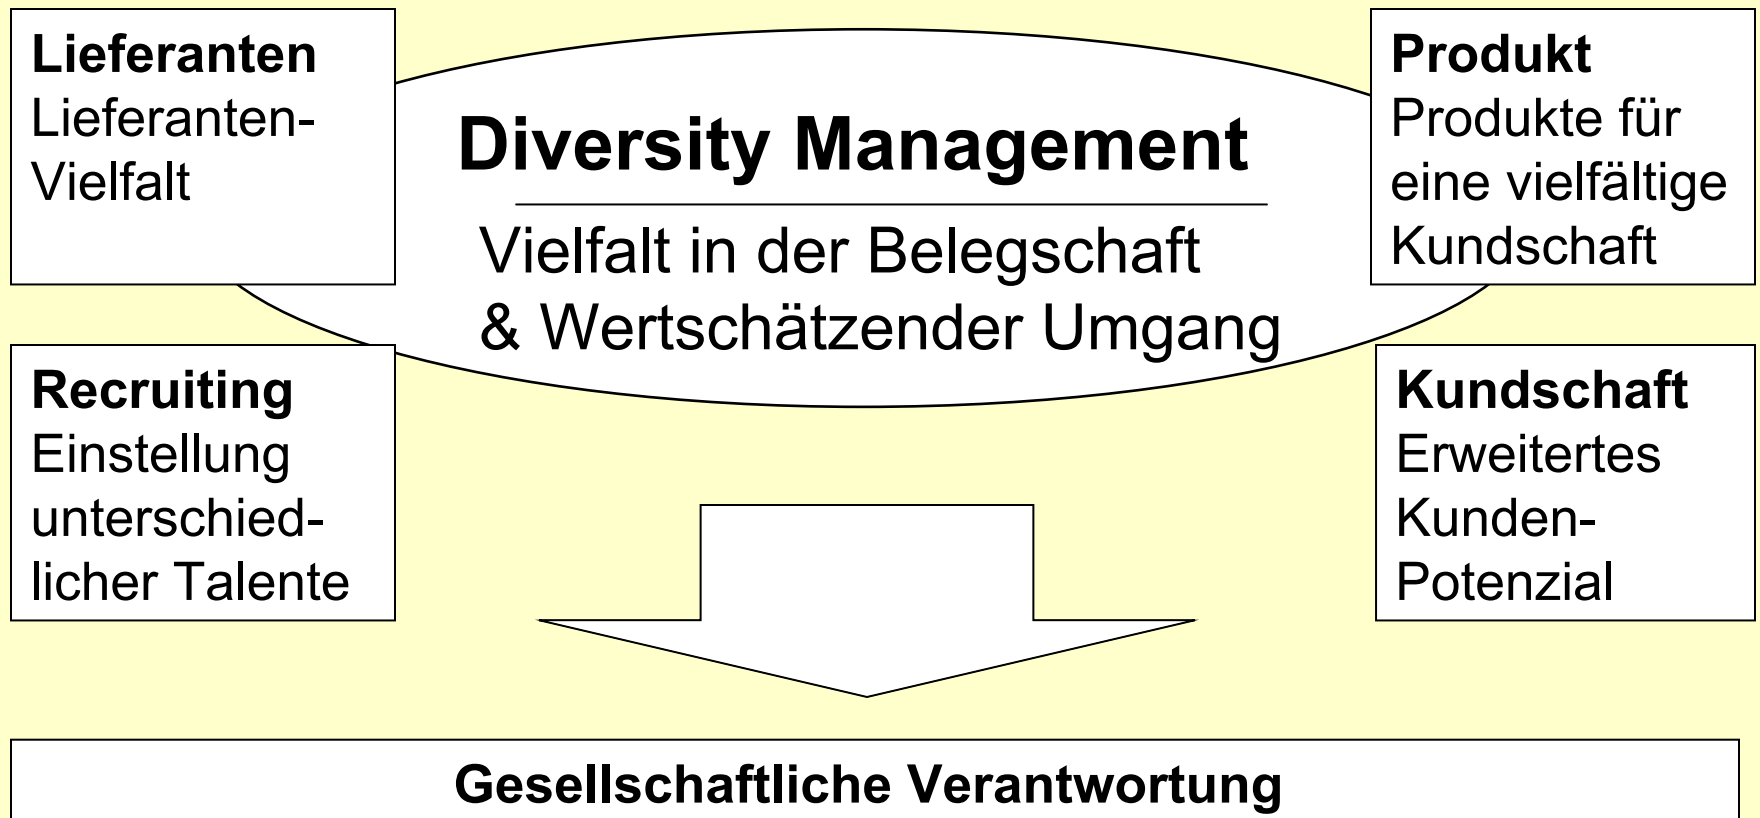 Lieferanten
Lieferanten-
Vielfalt
Diversity Management
Vielfalt in der Belegschaft
& Wertschätzender Umgang
Produkt
Produkte für
eine vielfältige
Kundschaft
Recruiting
Einstellung
unterschied-
licher Talente
Kundschaft
Erweitertes
Kunden-
Potenzial
Gesellschaftliche Verantwortung